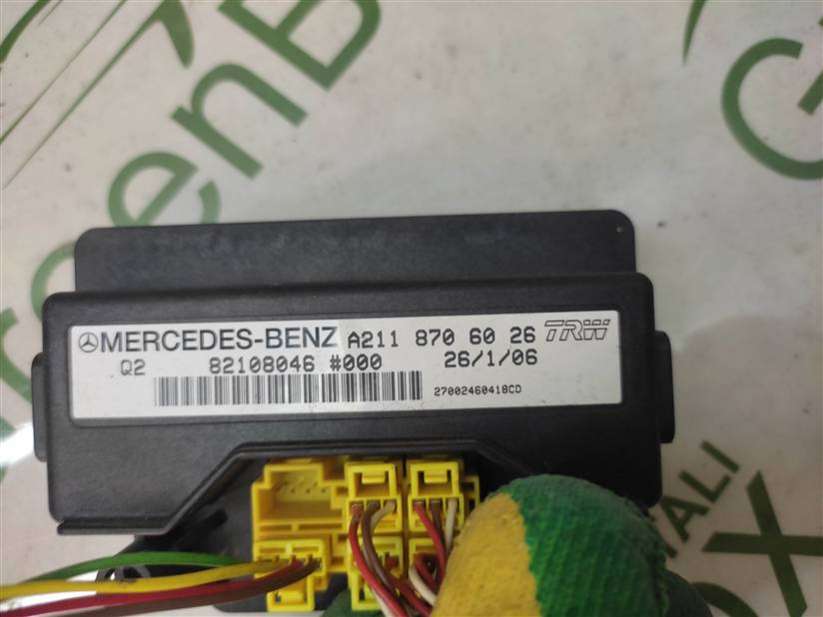 MERCEDES-BENZ A211 870 60 26 TRW
Q2 82108046 #000 26/1/06
27002460418CD